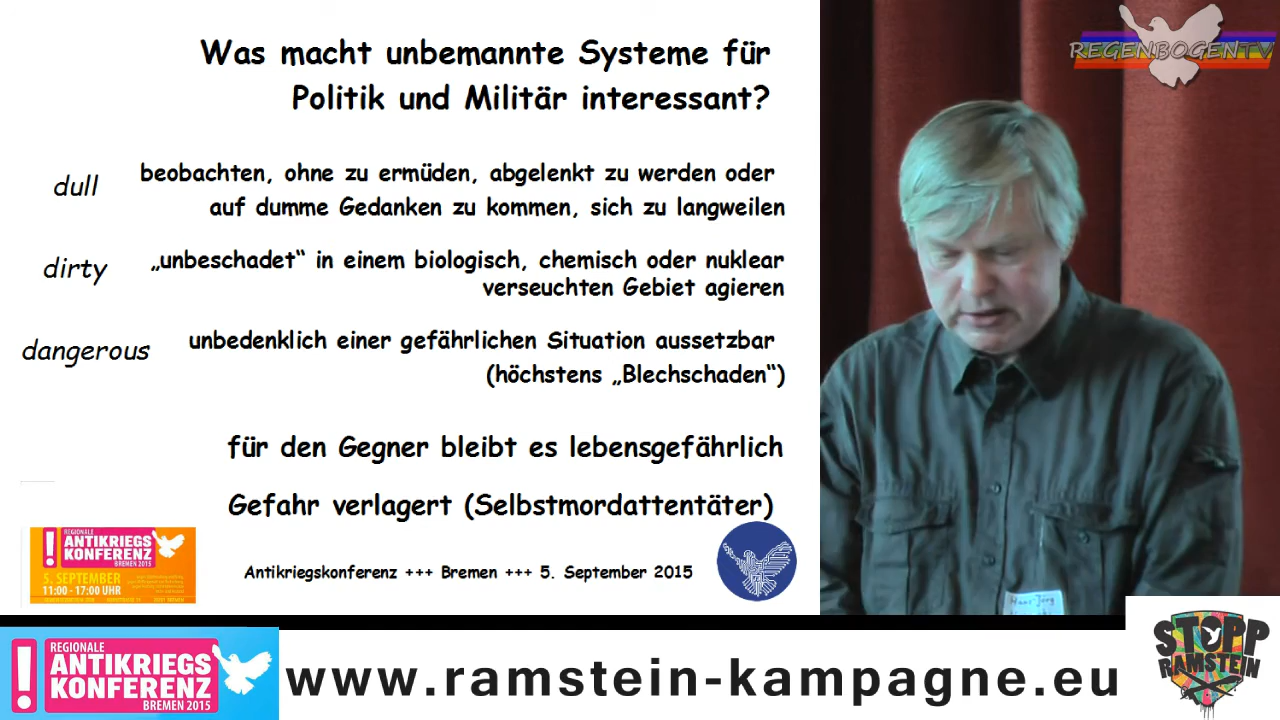 Was macht unbemannte Systeme für
Politik und Militär interessant?
dull
beobachten, ohne zu ermüden, abgelenkt zu werden oder
auf dumme Gedanken zu kommen, sich zu langweilen
dirty
„unbeschadet“ in einem biologisch, chemisch oder nuklear
verseuchten Gebiet agieren
dangerous
unbedenklich einer gefährlichen Situation aussetzbar
(höchstens „Blechschaden“)
für den Gegner bleibt es lebensgefährlich
Gefahr verlagert (Selbstmordattentäter)
! REGIONALE
ANTIKRIEGS
KONFERENZ
BREMEN 2015
5. SEPTEMBER
11:00 - 17:00 UHR
Antikriegskonferenz +++ Bremen +++ 5. September 2015
REGENBOGENTV
Hans-Jörg
! REGIONALE
ANTIKRIEGS
KONFERENZ
BREMEN 2015
www.ramstein-kampagne.eu
STOPP
RAMSTEIN